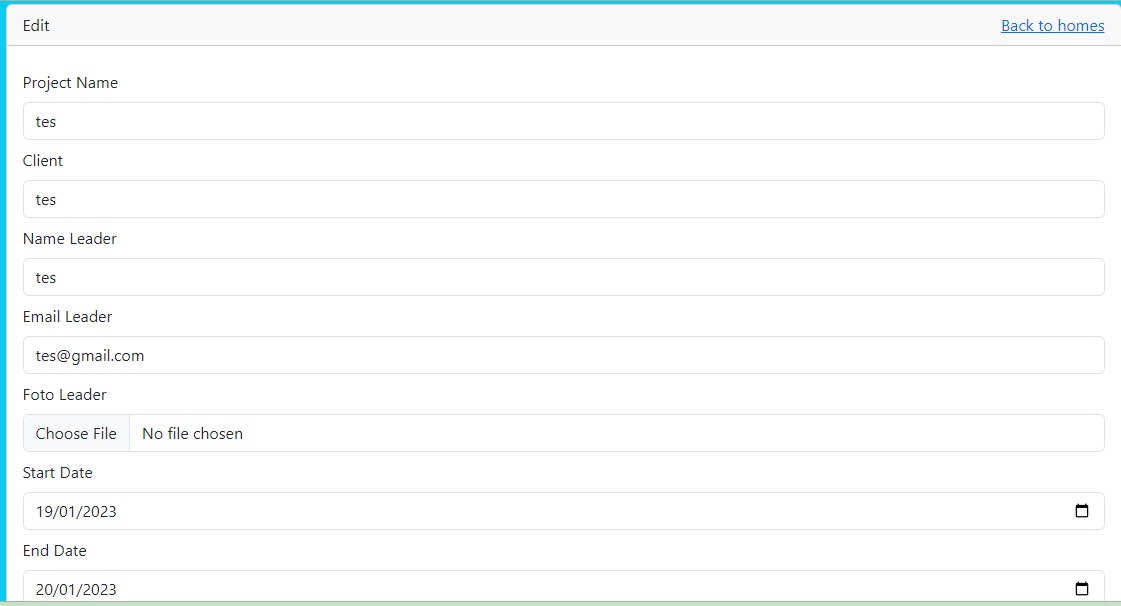 Edit
Back to homes
Project Name
tes
Client
tes
Name Leader
tes
Email Leader
tes@gmail.com
Foto Leader
Choose File No file chosen
Start Date
19/01/2023
End Date
20/01/2023